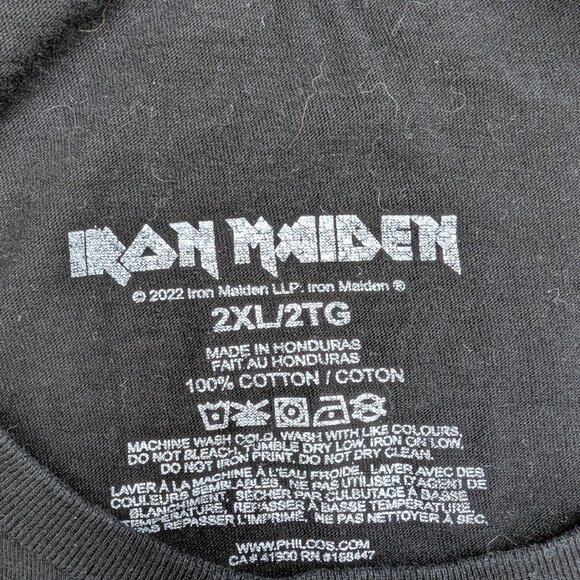 IRON MAIDEN
© 2022 Iron Maiden LLP. Iron Maiden ®
2XL/2TG
MADE IN HONDURAS
FAIT AU HONDURAS
100% COTTON / COTON
MACHINE WASH COLD, WASH WITH LIKE COLOURS,
DO NOT BLEACH, TUMBLE DRY LOW, IRON ON LOW.
DO NOT IRON PRINT. DO NOT DRY CLEAN.
LAVER A LA MACHINE À L'EAU FROIDE. LAVER AVEC DES
COULEURS SEMBLABLES, NE PAS UTILISER D'AGENT DE
BLANCHIMENT, SÉCHER PAR CULBUTAGE À BASSE
TEMPÉRATURE, REPASSER À BASSE TEMPÉRATURE,
NE PAS REPASSER L'IMPRIMÉ, NE PAS NETTOYER À SEC.
WWW.PHILCOS.COM
CA# 41900 RN #158447